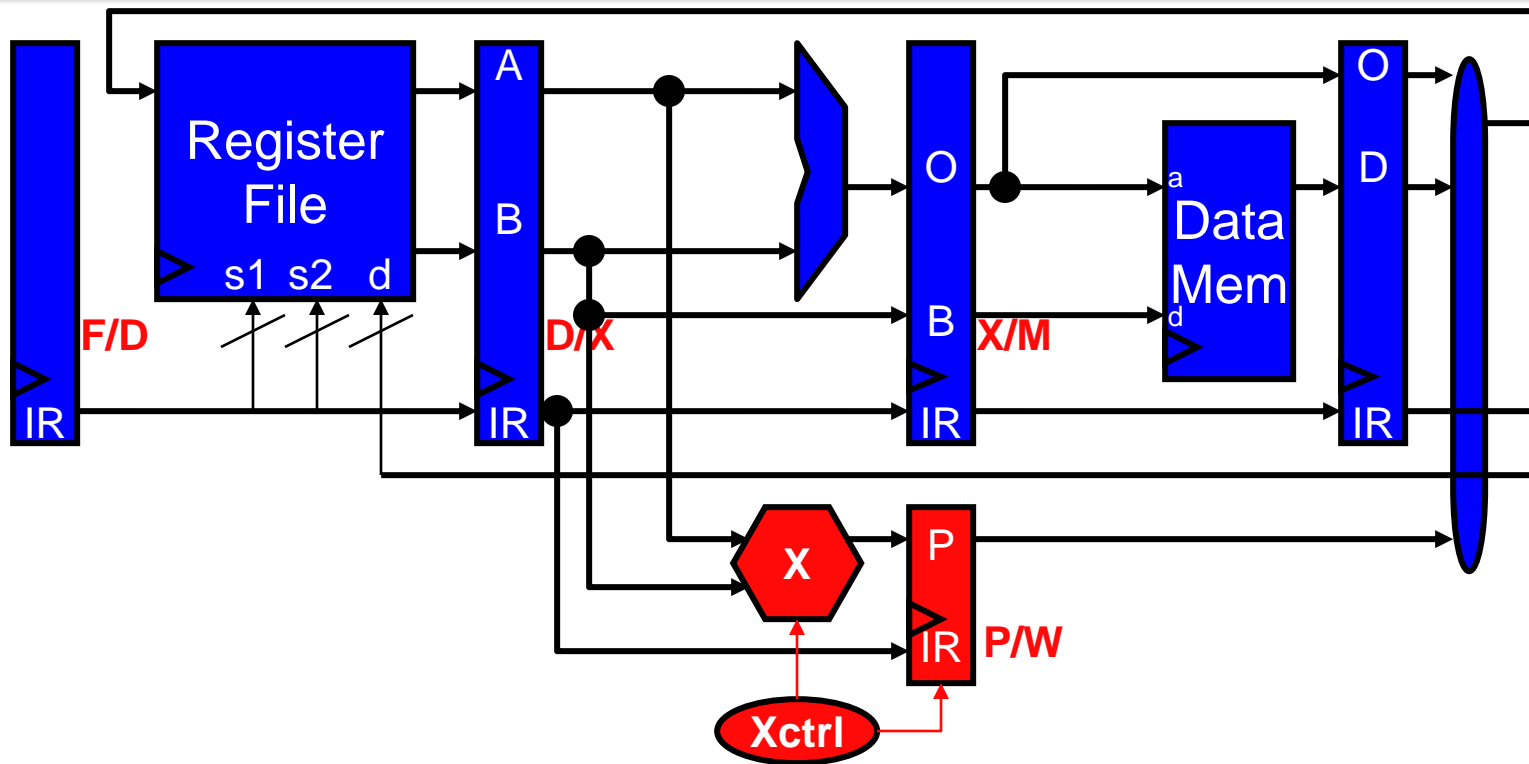 A
O
Register
File
O
D
B
a
Data
Mem
s1 s2 d
B
d
F/D
D/X
X/M
IR
IR
IR
IR
P
X
IR
P/W
Xctrl